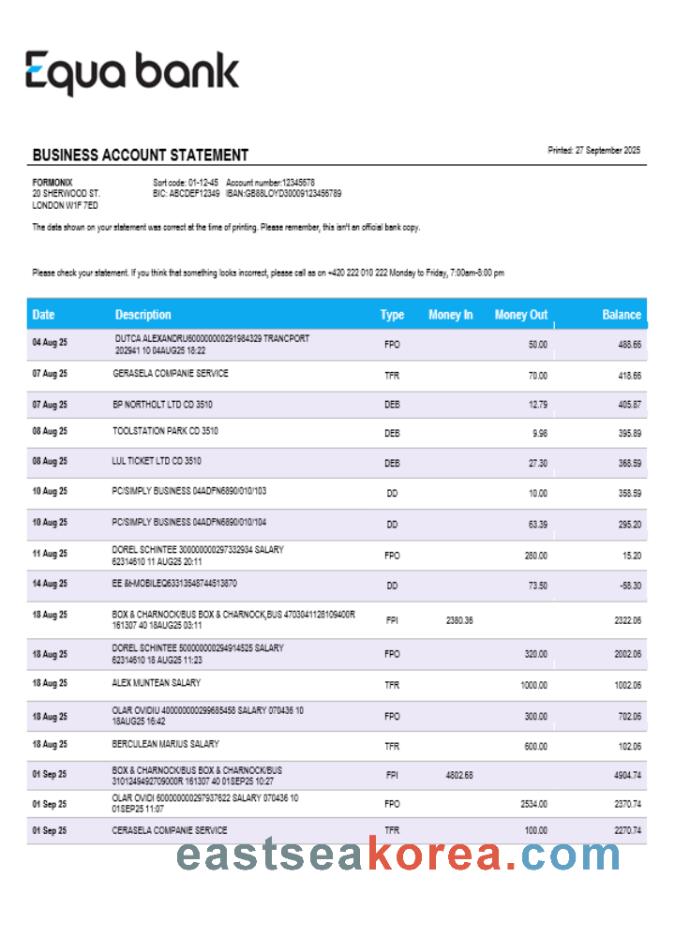 Equa bank
Printed: 27 September 2025
BUSINESS ACCOUNT STATEMENT
FORMONIX Sort code: 01-12-45 Account number:12345678
20 SHERWOOD ST. BIC: ABCDEF12349 IBAN:GB88LOYD30009123456789
LONDON W1F 7ED
The data shown on your statement was correct at the time of printing. Please remember, this isn't an official bank copy.
Please check your statement. If you think that something looks incorrect, please call as on +420 222 010 222 Monday to Friday, 7:00am-8:00 pm
Date Description Type Money In Money Out Balance
04 Aug 25 DUTCA ALEXANDRU600000000291984329 TRANCPORT FPO 50.00 488.66
202941 10 04AUG25 18:22
07 Aug 25 GERASELA COMPANIE SERVICE TFR 70.00 418.66
07 Aug 25 BP NORTHOLT LTD CD 3510 DEB 12.79 405.87
08 Aug 25 TOOLSTATION PARK CD 3510 DEB 9.98 395.89
08 Aug 25 LUL TICKET LTD CD 3510 DEB 27.30 368.59
10 Aug 25 PC/SIMPLY BUSINESS 04ADFN6890/010/103 DD 10.00 358.59
10 Aug 25 PC/SIMPLY BUSINESS 04ADFN6890/010/104 DD 63.39 295.20
11 Aug 25 DOREL SCHINTEE 300000000297332934 SALARY FPO 280.00 15.20
62314610 11 AUG25 20:11
14 Aug 25 EE &MOBILEQ63313548744513870 DD 73.50 -58.30
18 Aug 25 BOX & CHARNOCK/BUS BOX & CHARNOCK,BUS 4703041128109400R FPI 2380.36 2322.06
161307 40 18AUG25 03:11
18 Aug 25 DOREL SCHINTEE 500000000294914525 SALARY FPO 320.00 2002.06
62314610 18 AUG25 11:23
18 Aug 25 ALEX MUNTEAN SALARY TFR 1000.00 1002.06
18 Aug 25 OLAR OVIDIU 400000000299685458 SALARY 070436 10 FPO 300.00 702.06
18AUG25 16:42
18 Aug 25 BERCULEAN MARIUS SALARY TFR 600.00 102.06
01 Sep 25 BOX & CHARNOCK/BUS BOX & CHARNOCK/BUS FPI 4802.68 4904.74
3101249492709000R 161307 40 01SEP25 10:27
01 Sep 25 OLAR OVIDI 600000000297937622 SALARY 070436 10 FPO 2534.00 2370.74
01SEP25 11:07
01 Sep 25 CERASELA COMPANIE SERVICE TFR 100.00 2270.74
eastseakorea.com